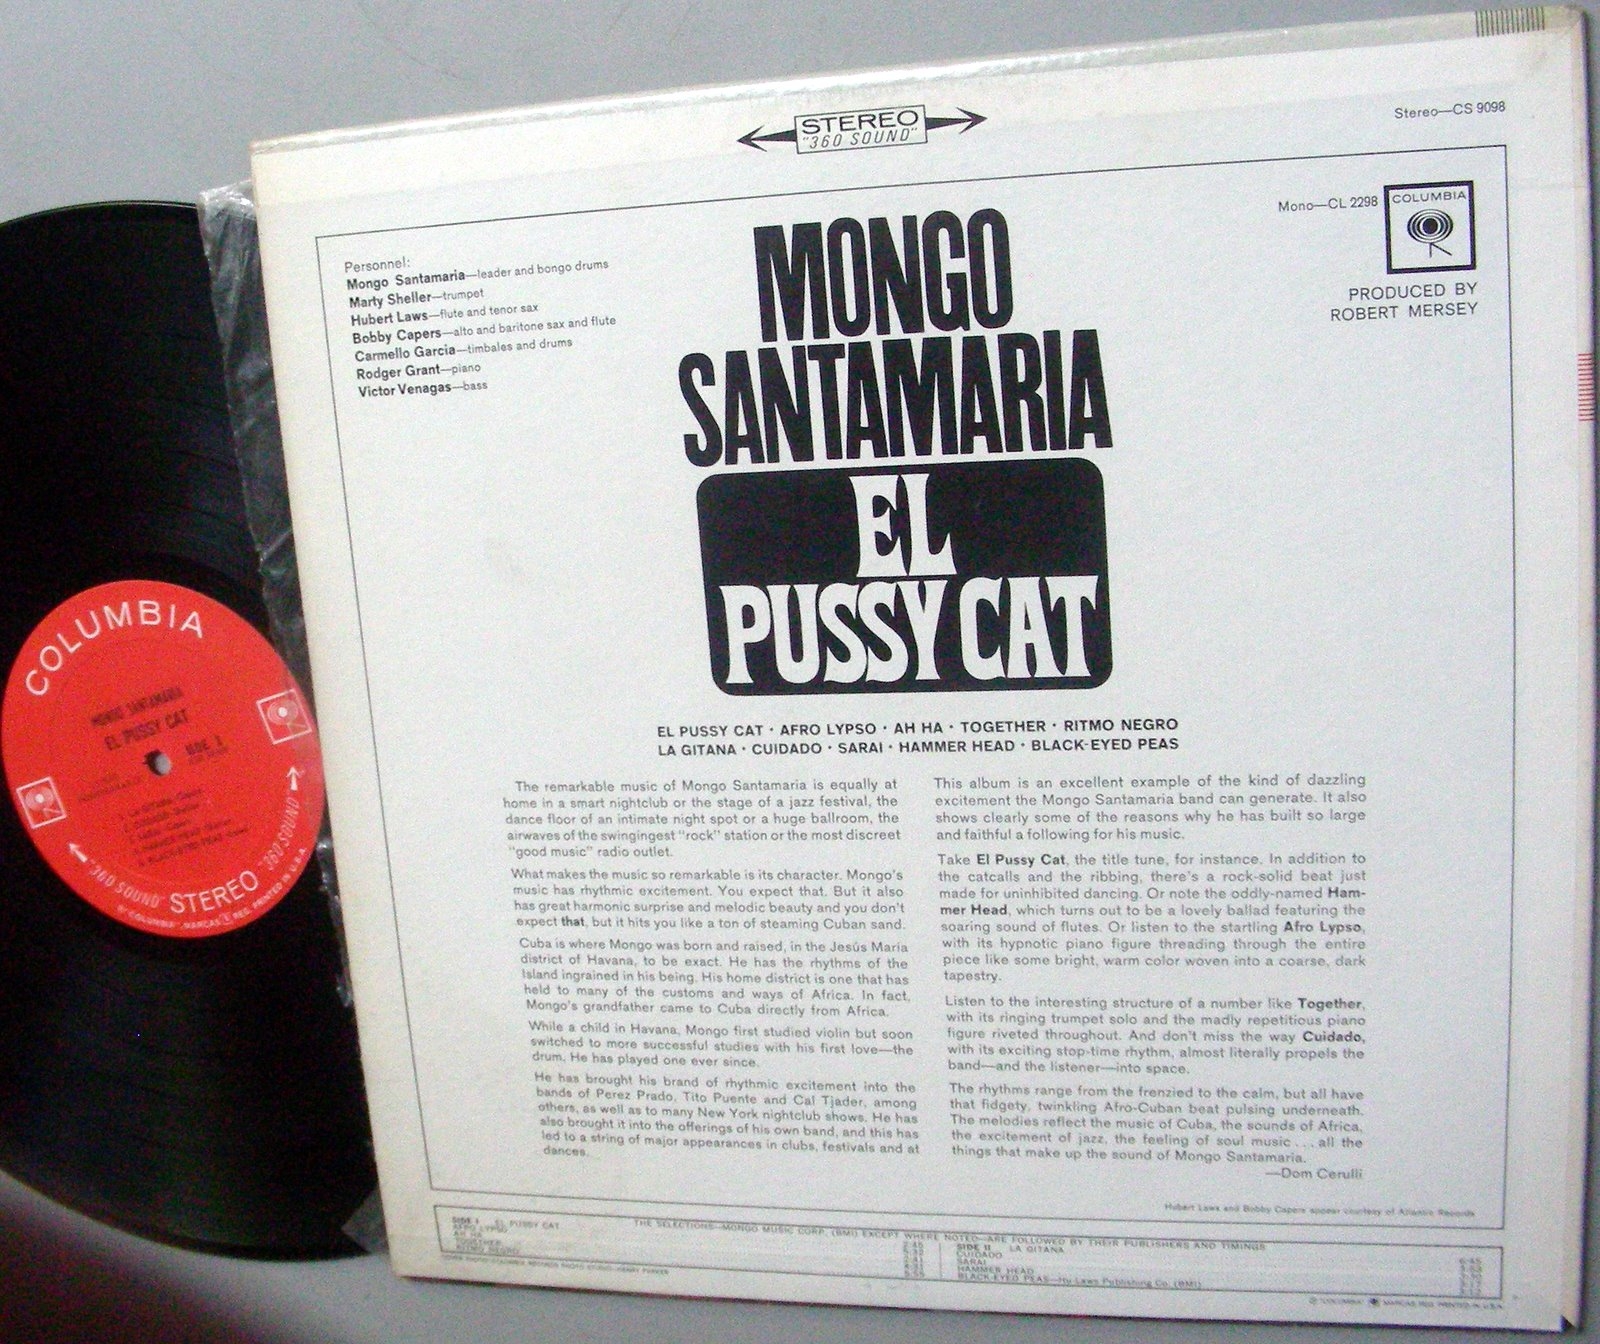 STEREO
"360 SOUND"
Stereo—CS 9098
Mono—CL 2298
COLUMBIA
PRODUCED BY
ROBERT MERSEY
Personnel:
Mongo Santamaria—leader and bongo drums
Marty Sheller—trumpet
Hubert Laws—flute and tenor sax
Bobby Capers—alto and baritone sax and flute
Carmello Garcia—timbales and drums
Rodger Grant—piano
Victor Venagas—bass
MONGO
SANTAMARIA
EL
PUSSY CAT
EL PUSSY CAT · AFRO LYPSO · AH HA · TOGETHER · RITMO NEGRO
LA GITANA · CUIDADO · SARAI · HAMMER HEAD · BLACK-EYED PEAS
The remarkable music of Mongo Santamaria is equally at
home in a smart nightclub or the stage of a jazz festival, the
dance floor of an intimate night spot or a huge ballroom, the
airwaves of the swingingest "rock" station or the most discreet
"good music" radio outlet.
What makes the music so remarkable is its character. Mongo's
music has rhythmic excitement. You expect that. But it also
has great harmonic surprise and melodic beauty and you don't
expect that, but it hits you like a ton of steaming Cuban sand.
Cuba is where Mongo was born and raised, in the Jesús María
district of Havana, to be exact. He has the rhythms of the
Island ingrained in his being. His home district is one that has
held to many of the customs and ways of Africa. In fact,
Mongo's grandfather came to Cuba directly from Africa.
While a child in Havana, Mongo first studied violin but soon
switched to more successful studies with his first love—the
drum. He has played one ever since.
He has brought his brand of rhythmic excitement into the
bands of Perez Prado, Tito Puente and Cal Tjader, among
others, as well as to many New York nightclub shows. He has
also brought it into the offerings of his own band, and this has
led to a string of major appearances in clubs, festivals and at
dances.
This album is an excellent example of the kind of dazzling
excitement the Mongo Santamaria band can generate. It also
shows clearly some of the reasons why he has built so large
and faithful a following for his music.
Take El Pussy Cat, the title tune, for instance. In addition to
the catcalls and the ribbing, there's a rock-solid beat just
made for uninhibited dancing. Or note the oddly-named Ham-
mer Head, which turns out to be a lovely ballad featuring the
soaring sound of flutes. Or listen to the startling Afro Lypso,
with its hypnotic piano figure threading through the entire
piece like some bright, warm color woven into a coarse, dark
tapestry.
Listen to the interesting structure of a number like Together,
with its ringing trumpet solo and the madly repetitious piano
figure riveted throughout. And don't miss the way Cuidado,
with its exciting stop-time rhythm, almost literally propels the
band—and the listener—into space.
The rhythms range from the frenzied to the calm, but all have
that fidgety, twinkling Afro-Cuban beat pulsing underneath.
The melodies reflect the music of Cuba, the sounds of Africa,
the excitement of jazz, the feeling of soul music . . . all the
things that make up the sound of Mongo Santamaria.
—Dom Cerulli
Hubert Laws and Bobby Capers appear courtesy of Atlantic Records
THE SELECTIONS—MONGO MUSIC CORP. (BMI) EXCEPT WHERE NOTED—ARE FOLLOWED BY THEIR PUBLISHERS AND TIMINGS
SIDE I EL PUSSY CAT
AFRO LYPSO
AH HA
TOGETHER
RITMO NEGRO
SIDE II LA GITANA
CUIDADO
SARAI
HAMMER HEAD
BLACK-EYED PEAS—Hu Laws Publishing Co. (BMI)
COLUMBIA
MONGO SANTAMARIA
EL PUSSY CAT
"360 SOUND" STEREO "360 SOUND"